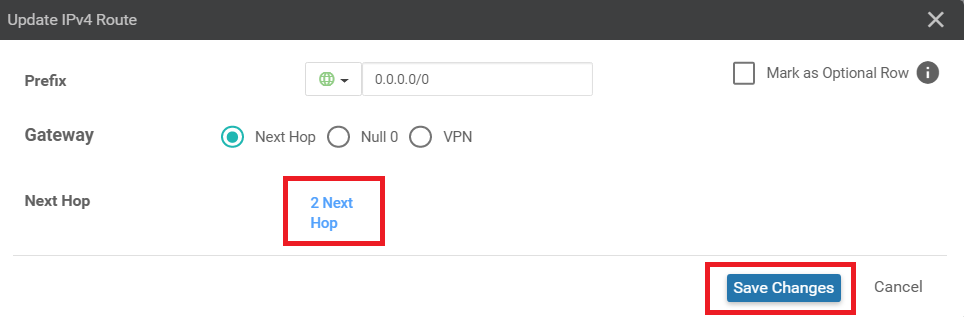 Update IPv4 Route
Prefix
0.0.0.0/0
Mark as Optional Row
Gateway
Next Hop
Null 0
VPN
Next Hop
2 Next
Hop
Save Changes
Cancel